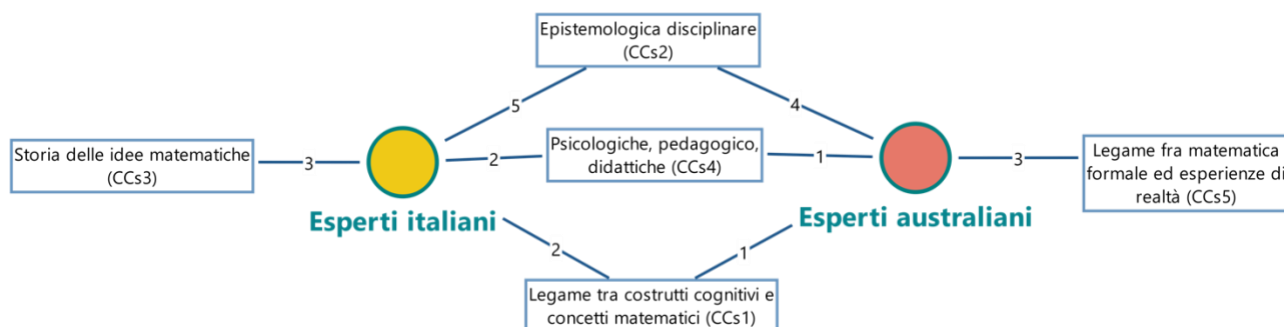 Epistemologica disciplinare
(CCs2)
5
4
Storia delle idee matematiche
(CCs3)
3
2
Psicologiche, pedagogico,
didattiche (CCs4)
1
3
Legame fra matematica
formale ed esperienze di
realtà (CCs5)
Esperti italiani
Esperti australiani
2
1
Legame tra costrutti cognitivi e
concetti matematici (CCs1)